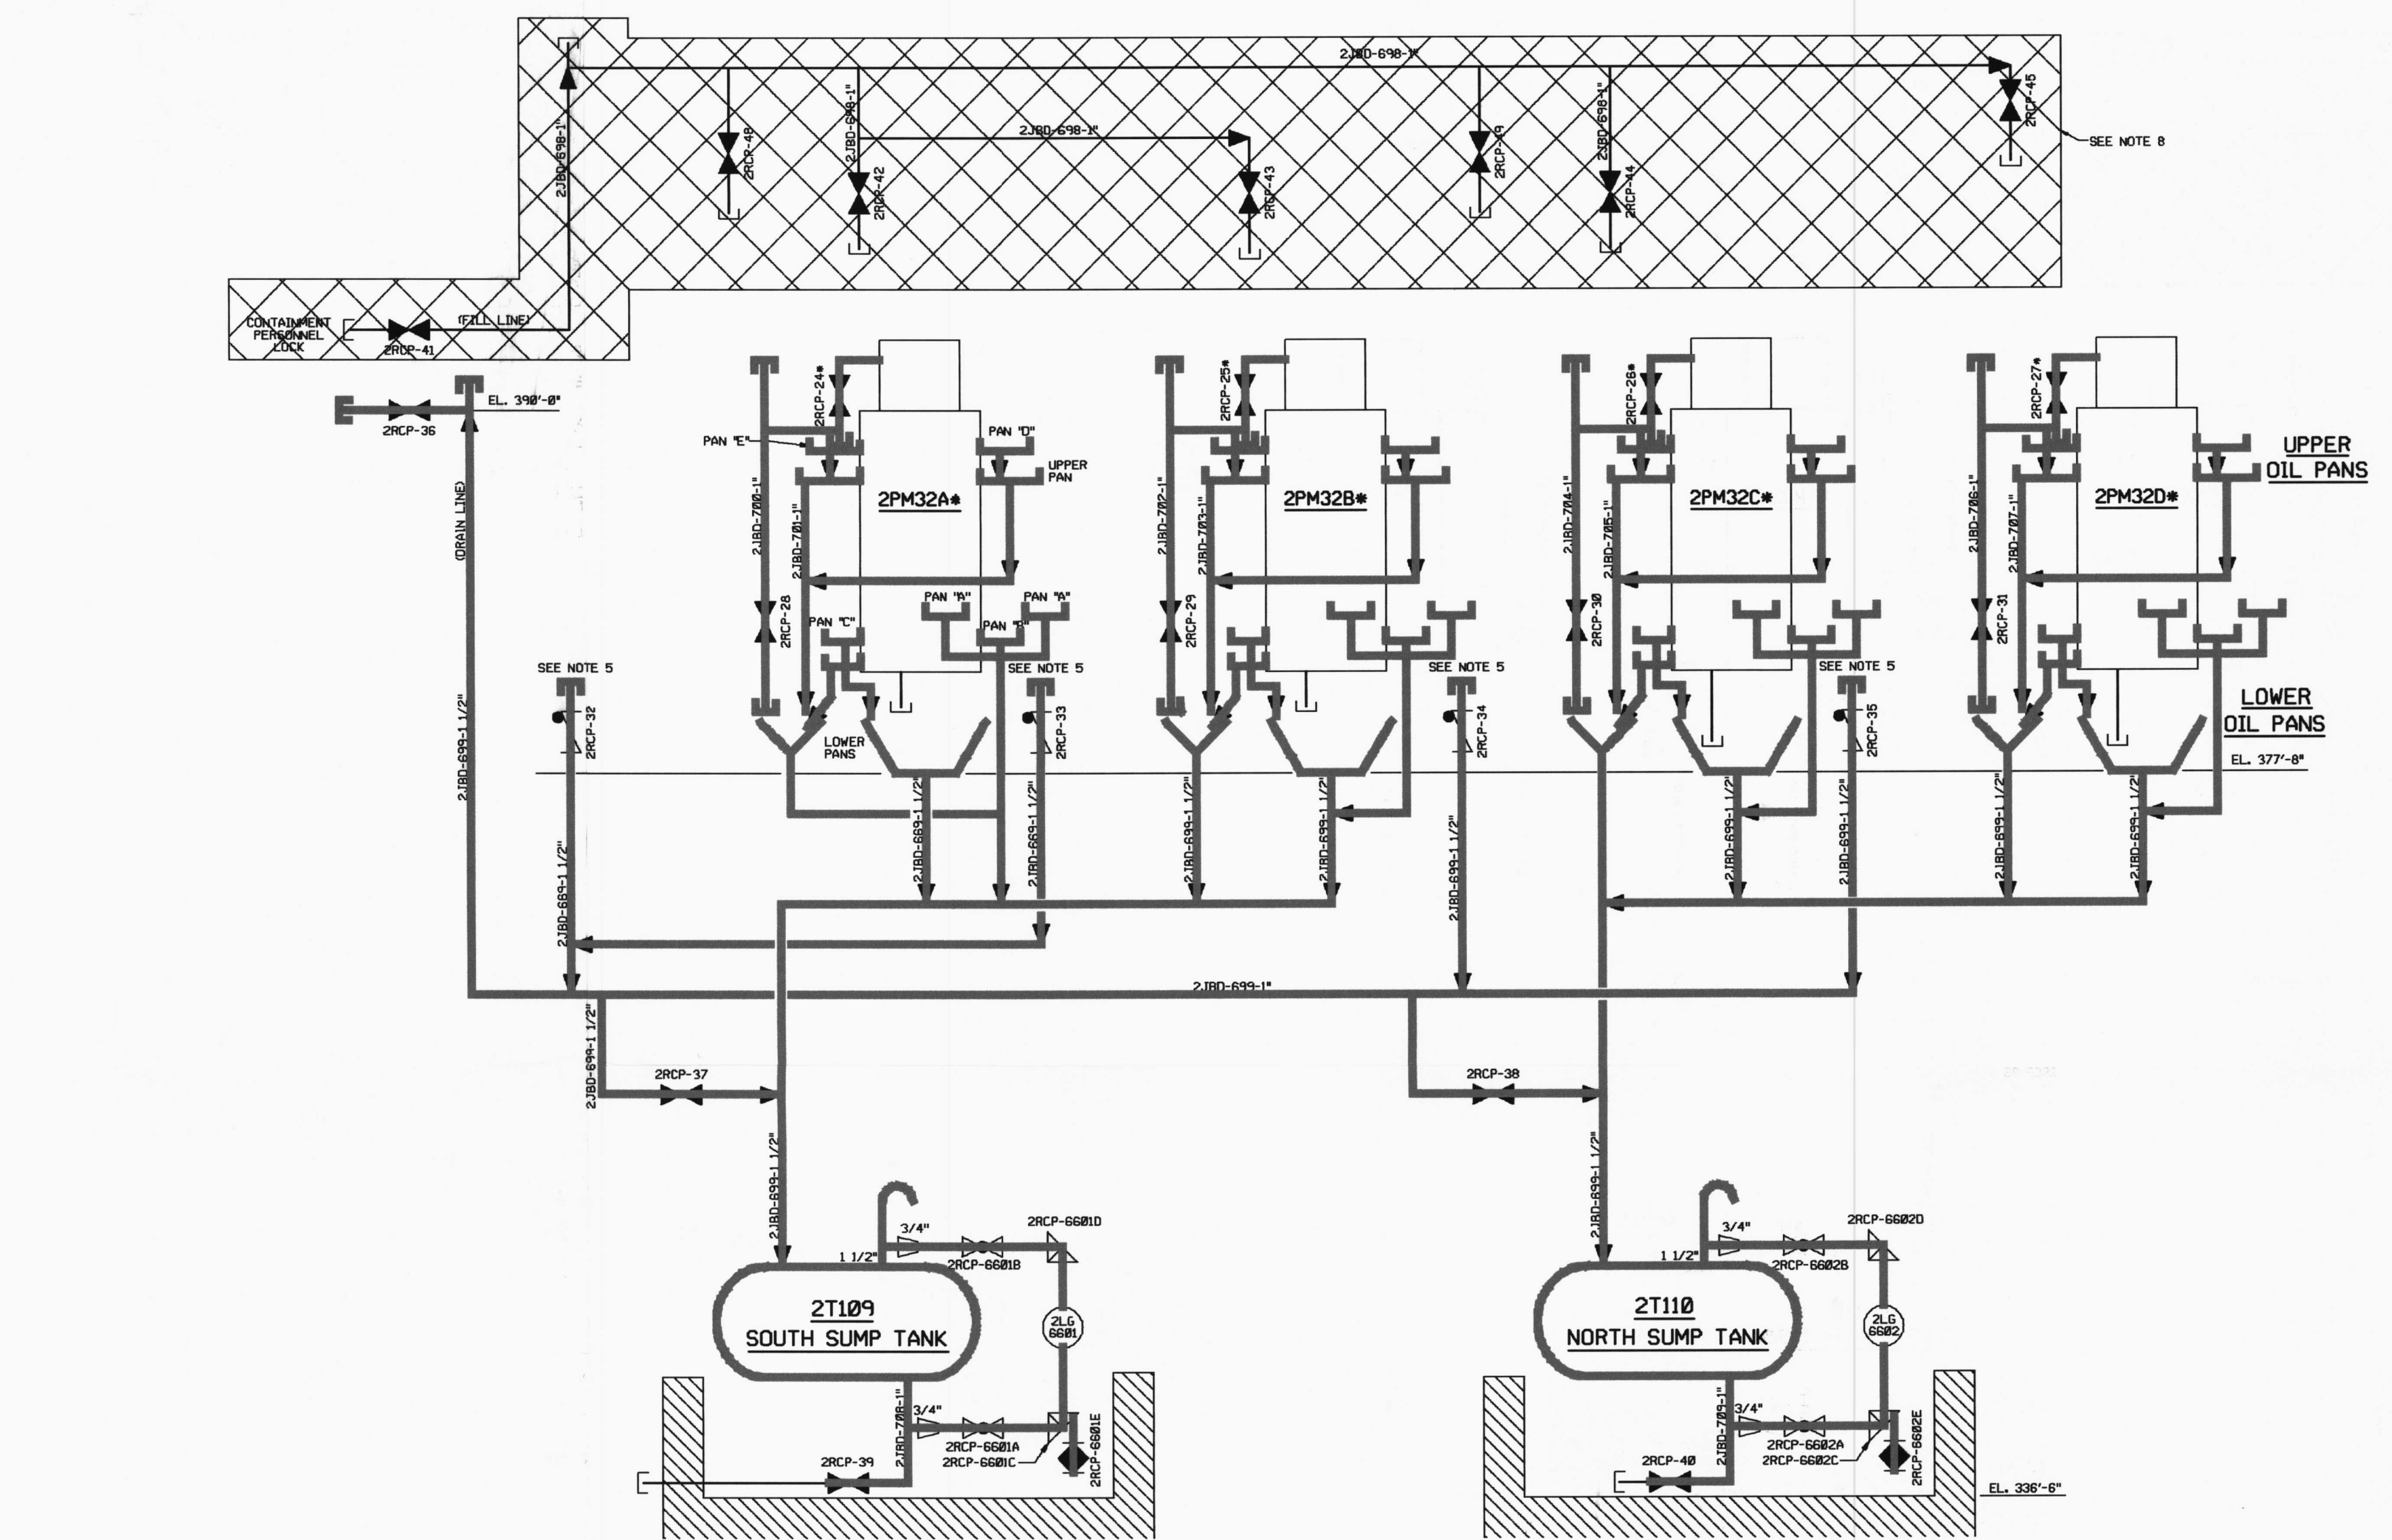 2JBD-698-1"
2JBD-698-1"
2RCP-48
2JBD-698-1"
2RCP-42
2JBD-698-1"
2RCP-43
2RCP-49
2JBD-698-1"
2RCP-44
2RCP-45
SEE NOTE 8
CONTAINMENT
PERSONNEL
LOCK
(FILL LINE)
2RCP-41
EL. 390'-0"
2RCP-36
(DRAIN LINE)
2JBD-699-1 1/2"
2RCP-24*
PAN "E"
PAN "D"
UPPER
PAN
2PM32A*
2JBD-700-1"
2JBD-701-1"
2RCP-28
PAN "C"
PAN "A"
PAN "A"
PAN "B"
2RCP-25*
2PM32B*
2JBD-702-1"
2JBD-703-1"
2RCP-29
2RCP-26*
2PM32C*
2JBD-704-1"
2JBD-705-1"
2RCP-30
2RCP-27*
2PM32D*
2JBD-706-1"
2JBD-707-1"
2RCP-31
UPPER
OIL PANS
SEE NOTE 5
2RCP-32
SEE NOTE 5
2RCP-33
SEE NOTE 5
2RCP-34
SEE NOTE 5
2RCP-35
LOWER
PANS
LOWER
OIL PANS
EL. 377'-8"
2JBD-669-1 1/2"
2JBD-669-1 1/2"
2JBD-669-1 1/2"
2JBD-699-1 1/2"
2JBD-699-1 1/2"
2JBD-699-1 1/2"
2JBD-699-1 1/2"
2JBD-699-1 1/2"
2JBD-699-1 1/2"
2JBD-699-1 1/2"
2JBD-699-1"
2JBD-699-1 1/2"
2RCP-37
2RCP-38
2JBD-699-1 1/2"
2JBD-699-1 1/2"
3/4"
2RCP-6601D
1 1/2"
2RCP-6601B
2T109
SOUTH SUMP TANK
2LG
6601
2JBD-708-1"
3/4"
2RCP-6601A
2RCP-6601C
2RCP-6601E
2RCP-39
3/4"
2RCP-6602D
1 1/2"
2RCP-6602B
2T110
NORTH SUMP TANK
2LG
6602
2JBD-709-1"
3/4"
2RCP-6602A
2RCP-6602C
2RCP-6602E
2RCP-40
EL. 336'-6"